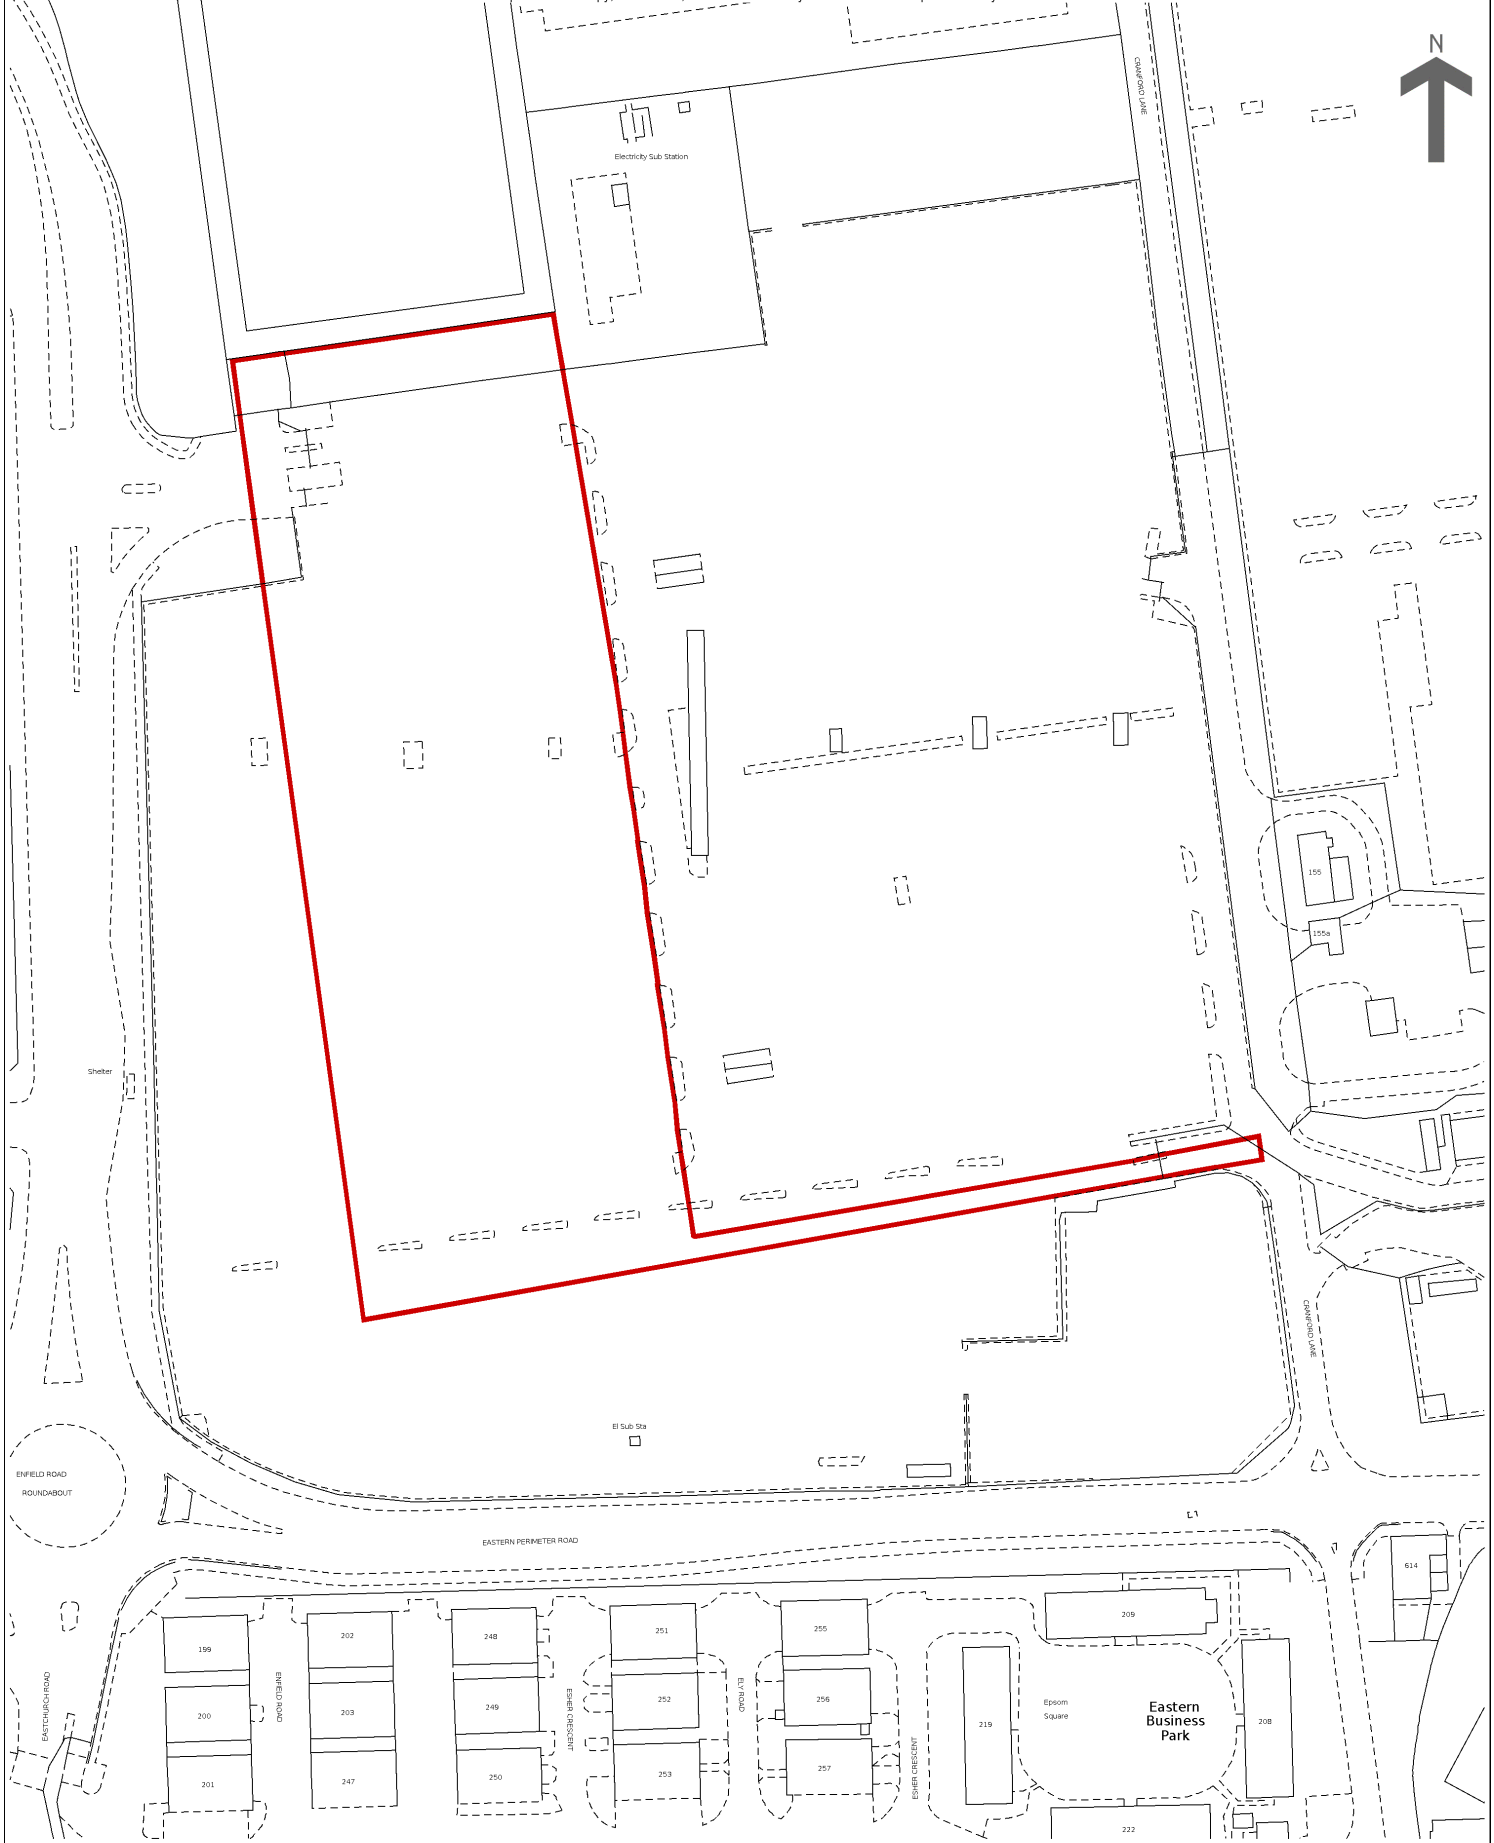 N
CRANFORD LANE
Electricity Sub Station
155
155a
Shelter
CRANFORD LANE
El Sub Sta
ENFIELD ROAD
ROUNDABOUT
EASTERN PERIMETER ROAD
614
209
199
202
248
251
255
EASTCHURCH ROAD
ENFIELD ROAD
ESHER CRESCENT
ELY ROAD
200
203
249
252
256
219
Epsom
Square
Eastern
Business
Park
208
201
247
250
253
257
ESHER CRESCENT
222